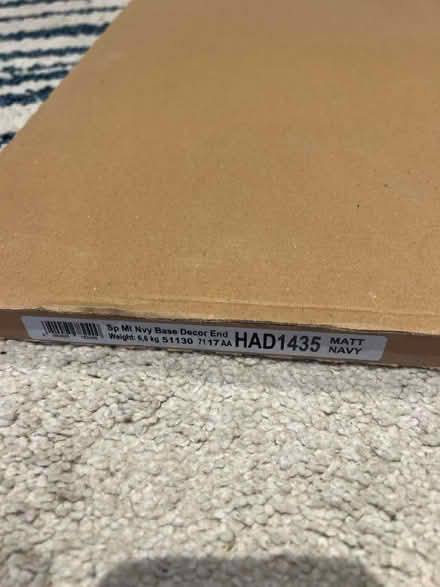 Sp Mt Nvy Base Decor End
Weight: 6,6 kg 51130 7117 AA
HAD1435
MATT
NAVY